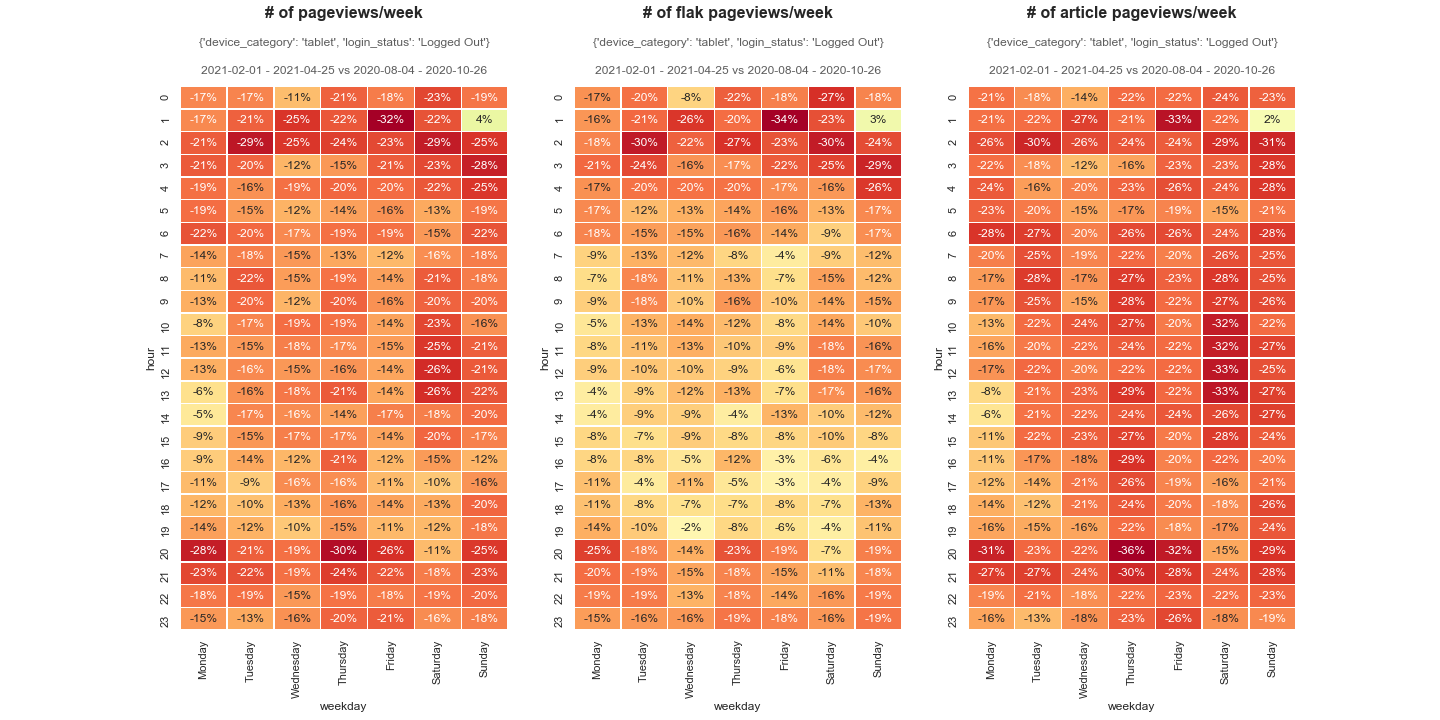 # of pageviews/week
{'device_category': 'tablet', 'login_status': 'Logged Out'}
2021-02-01 - 2021-04-25 vs 2020-08-04 - 2020-10-26
0 -17% -17% -11% -21% -18% -23% -19%
1 -17% -21% -25% -22% -32% -22% 4%
2 -21% -29% -25% -24% -23% -29% -25%
3 -21% -20% -12% -15% -21% -23% -28%
4 -19% -16% -19% -20% -20% -22% -25%
5 -19% -15% -12% -14% -16% -13% -19%
6 -22% -20% -17% -19% -19% -15% -22%
7 -14% -18% -15% -13% -12% -16% -18%
8 -11% -22% -15% -19% -14% -21% -18%
9 -13% -20% -12% -20% -16% -20% -20%
10 -8% -17% -19% -19% -14% -23% -16%
11 -13% -15% -18% -17% -15% -25% -21%
12 -13% -16% -15% -16% -14% -26% -21%
13 -6% -16% -18% -21% -14% -26% -22%
14 -5% -17% -16% -14% -17% -18% -20%
15 -9% -15% -17% -17% -14% -20% -17%
16 -9% -14% -12% -21% -12% -15% -12%
17 -11% -9% -16% -16% -11% -10% -16%
18 -12% -10% -13% -16% -14% -13% -20%
19 -14% -12% -10% -15% -11% -12% -18%
20 -28% -21% -19% -30% -26% -11% -25%
21 -23% -22% -19% -24% -22% -18% -23%
22 -18% -19% -15% -19% -18% -19% -20%
23 -15% -13% -16% -20% -21% -16% -18%
hour
Monday Tuesday Wednesday Thursday Friday Saturday Sunday
weekday
# of flak pageviews/week
{'device_category': 'tablet', 'login_status': 'Logged Out'}
2021-02-01 - 2021-04-25 vs 2020-08-04 - 2020-10-26
0 -17% -20% -8% -22% -18% -27% -18%
1 -16% -21% -26% -20% -34% -23% 3%
2 -18% -30% -22% -27% -23% -30% -24%
3 -21% -24% -16% -17% -22% -25% -29%
4 -17% -20% -20% -20% -17% -16% -26%
5 -17% -12% -13% -14% -16% -13% -17%
6 -18% -15% -15% -16% -14% -9% -17%
7 -9% -13% -12% -8% -4% -9% -12%
8 -7% -18% -11% -13% -7% -15% -12%
9 -9% -18% -10% -16% -10% -14% -15%
10 -5% -13% -14% -12% -8% -14% -10%
11 -8% -11% -13% -10% -9% -18% -16%
12 -9% -10% -10% -9% -6% -18% -17%
13 -4% -9% -12% -13% -7% -17% -16%
14 -4% -9% -9% -4% -13% -10% -12%
15 -8% -7% -9% -8% -8% -10% -8%
16 -8% -8% -5% -12% -3% -6% -4%
17 -11% -4% -11% -5% -3% -4% -9%
18 -11% -8% -7% -7% -8% -7% -13%
19 -14% -10% -2% -8% -6% -4% -11%
20 -25% -18% -14% -23% -19% -7% -19%
21 -20% -19% -15% -18% -15% -11% -18%
22 -19% -19% -13% -18% -14% -16% -19%
23 -15% -16% -16% -19% -18% -16% -19%
hour
Monday Tuesday Wednesday Thursday Friday Saturday Sunday
weekday
# of article pageviews/week
{'device_category': 'tablet', 'login_status': 'Logged Out'}
2021-02-01 - 2021-04-25 vs 2020-08-04 - 2020-10-26
0 -21% -18% -14% -22% -22% -24% -23%
1 -21% -22% -27% -21% -33% -22% 2%
2 -26% -30% -26% -24% -24% -29% -31%
3 -22% -18% -12% -16% -23% -23% -28%
4 -24% -16% -20% -23% -26% -24% -28%
5 -23% -20% -15% -17% -19% -15% -21%
6 -28% -27% -20% -26% -26% -24% -28%
7 -20% -25% -19% -22% -20% -26% -25%
8 -17% -28% -17% -27% -23% -28% -25%
9 -17% -25% -15% -28% -22% -27% -26%
10 -13% -22% -24% -27% -20% -32% -22%
11 -16% -20% -22% -24% -22% -32% -27%
12 -17% -22% -20% -22% -22% -33% -25%
13 -8% -21% -23% -29% -22% -33% -27%
14 -6% -21% -22% -24% -24% -26% -27%
15 -11% -22% -23% -27% -20% -28% -24%
16 -11% -17% -18% -29% -20% -22% -20%
17 -12% -14% -21% -26% -19% -16% -21%
18 -14% -12% -21% -24% -20% -18% -26%
19 -16% -15% -16% -22% -18% -17% -24%
20 -31% -23% -22% -36% -32% -15% -29%
21 -27% -27% -24% -30% -28% -24% -28%
22 -19% -21% -18% -22% -23% -22% -23%
23 -16% -13% -18% -23% -26% -18% -19%
hour
Monday Tuesday Wednesday Thursday Friday Saturday Sunday
weekday